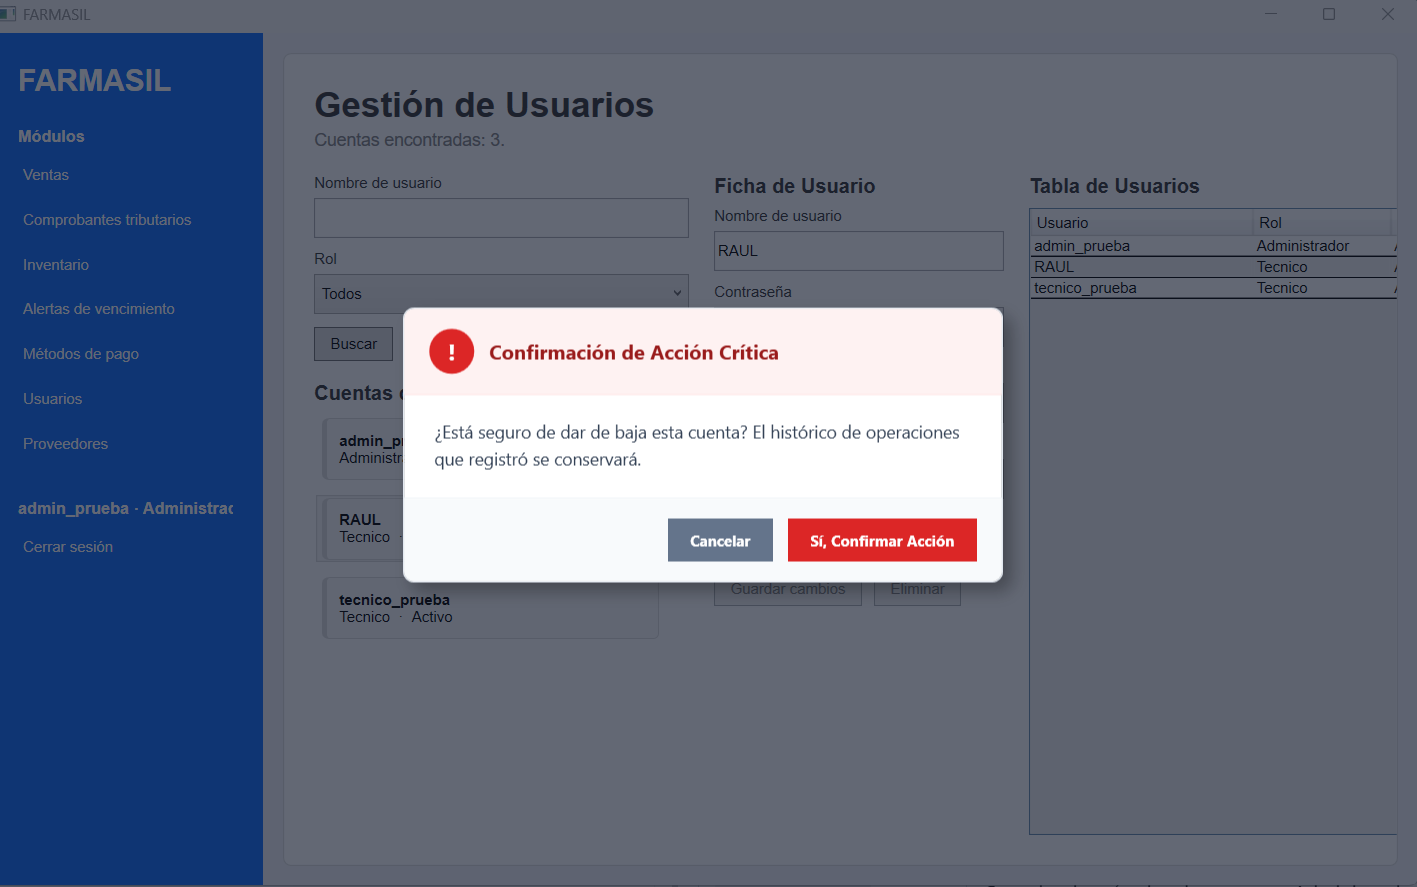 FARMASIL
FARMASIL
Módulos
Ventas
Comprobantes tributarios
Inventario
Alertas de vencimiento
Métodos de pago
Usuarios
Proveedores
admin_prueba - Administrac
Cerrar sesión
Gestión de Usuarios
Cuentas encontradas: 3.
Nombre de usuario
Rol
Todos
Buscar
Cuentas
admin_p
Administr
RAUL
Tecnico ·
tecnico_prueba
Tecnico · Activo
Ficha de Usuario
Nombre de usuario
RAUL
Contraseña
Guardar cambios Eliminar
Tabla de Usuarios
Usuario Rol
admin_prueba Administrador
RAUL Tecnico
tecnico_prueba Tecnico
! Confirmación de Acción Crítica
¿Está seguro de dar de baja esta cuenta? El histórico de operaciones
que registró se conservará.
Cancelar Sí, Confirmar Acción